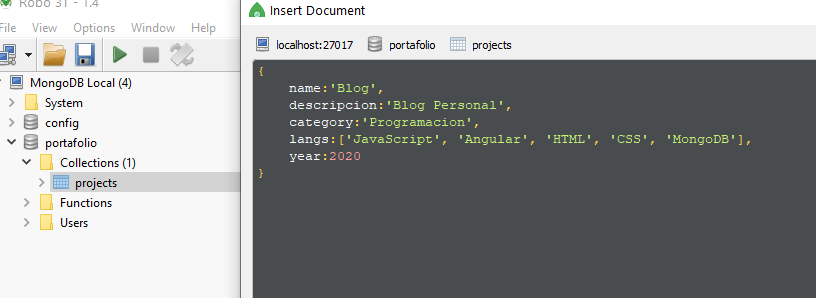 Robo 3T - 1.4
File View Options Window Help
MongoDB Local (4)
System
config
portafolio
Collections (1)
projects
Functions
Users
Insert Document
localhost:27017 portafolio projects
{
name:'Blog',
descripcion:'Blog Personal',
category:'Programacion',
langs:['JavaScript', 'Angular', 'HTML', 'CSS', 'MongoDB'],
year:2020
}